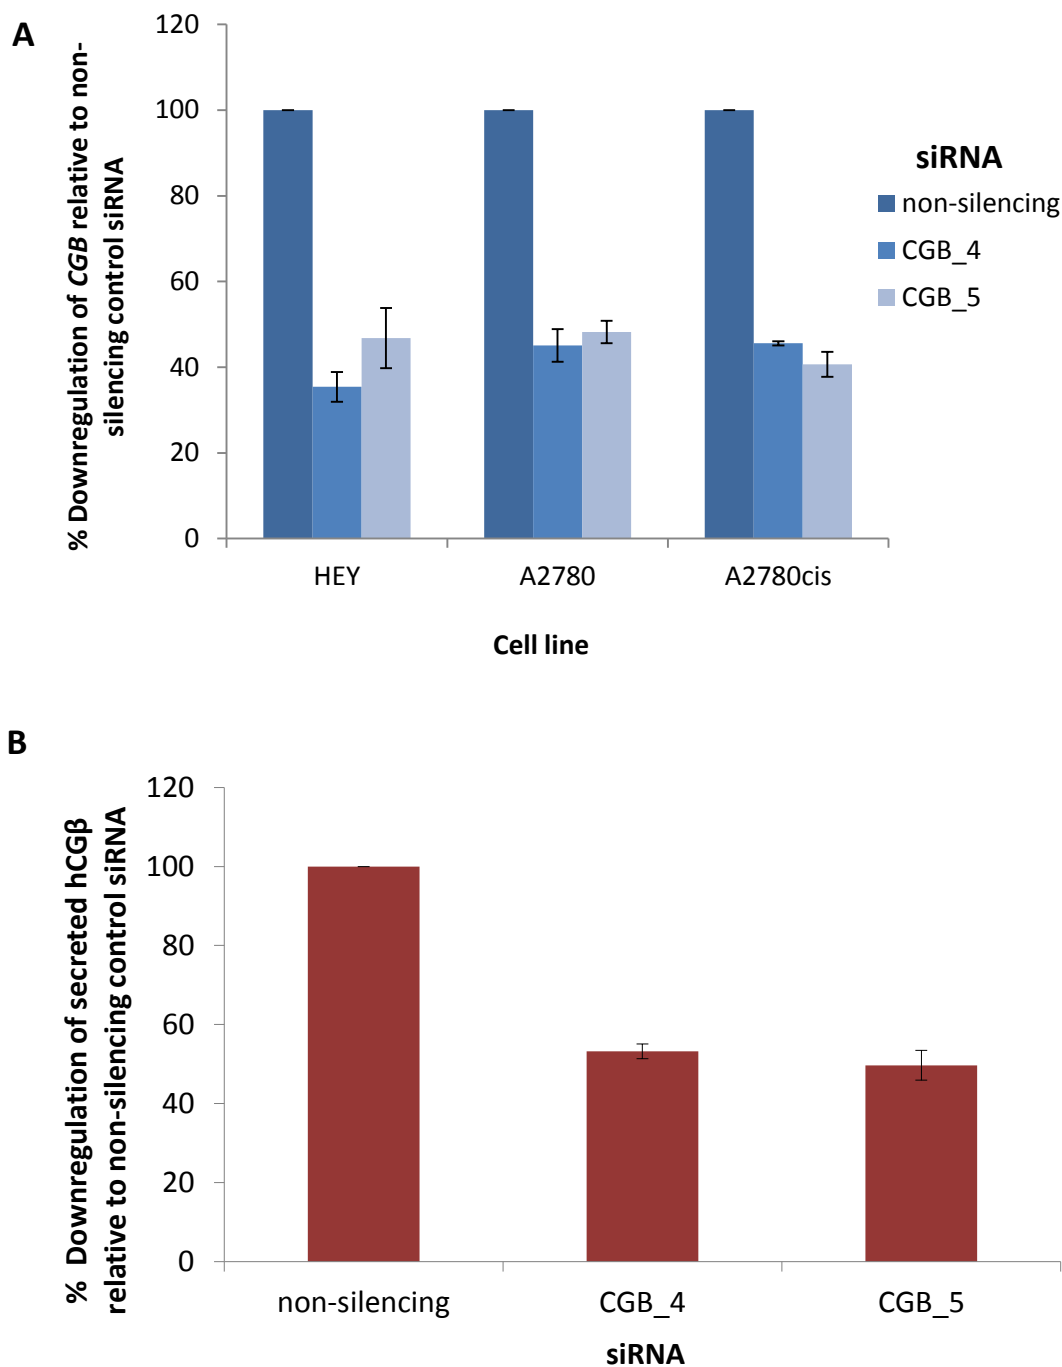 A
% Downregulation of CGB relative to non-
silencing control siRNA
120
100
80
60
40
20
0
HEY
A2780
A2780cis
Cell line
siRNA
non-silencing
CGB_4
CGB_5
B
% Downregulation of secreted hCGβ
relative to non-silencing control siRNA
120
100
80
60
40
20
0
non-silencing
CGB_4
CGB_5
siRNA